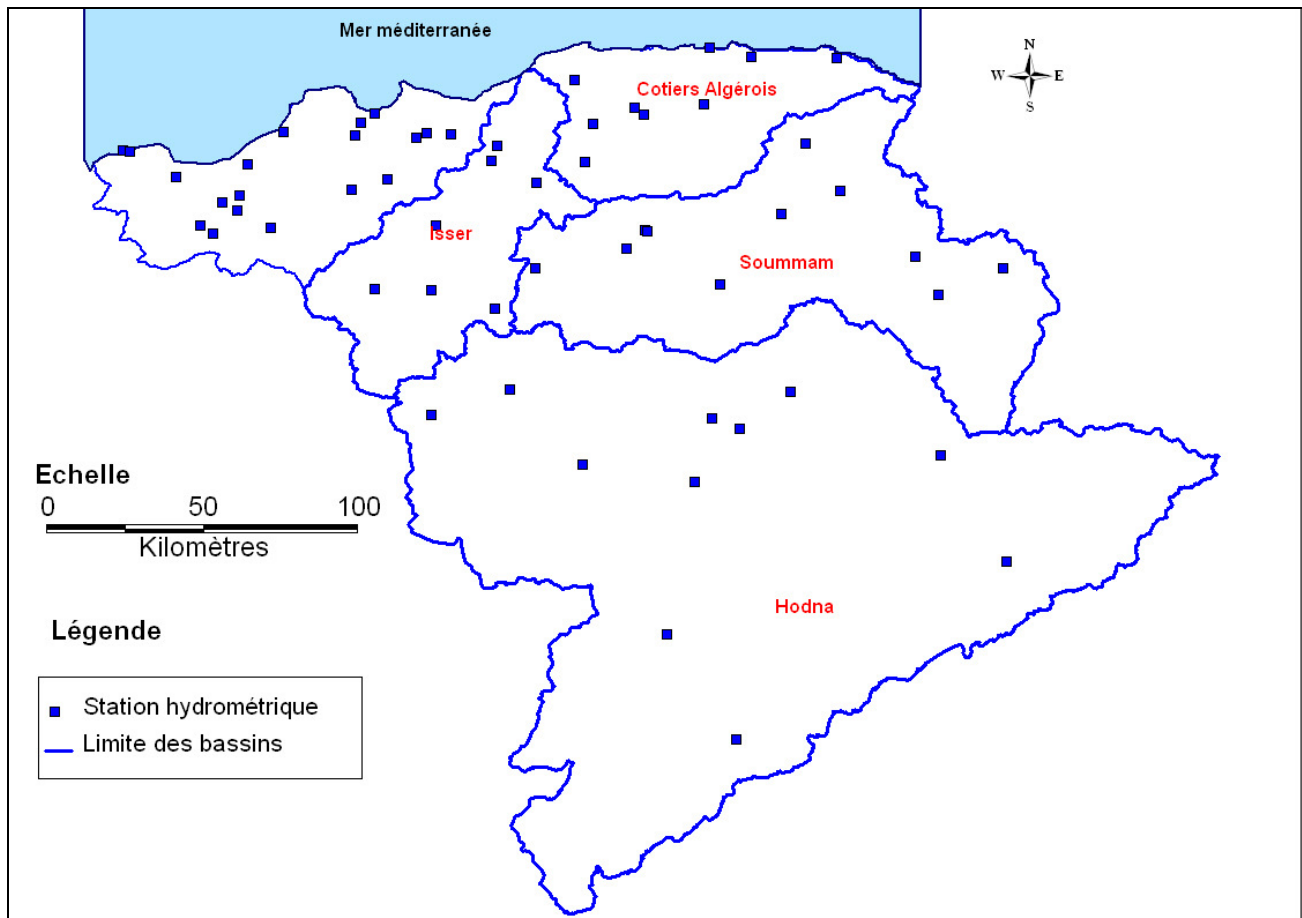 Mer méditerranée
N
W E
S
Cotiers Algérois
Isser
Soummam
Echelle
0 50 100
Kilomètres
Hodna
Légende
Station hydrométrique
Limite des bassins